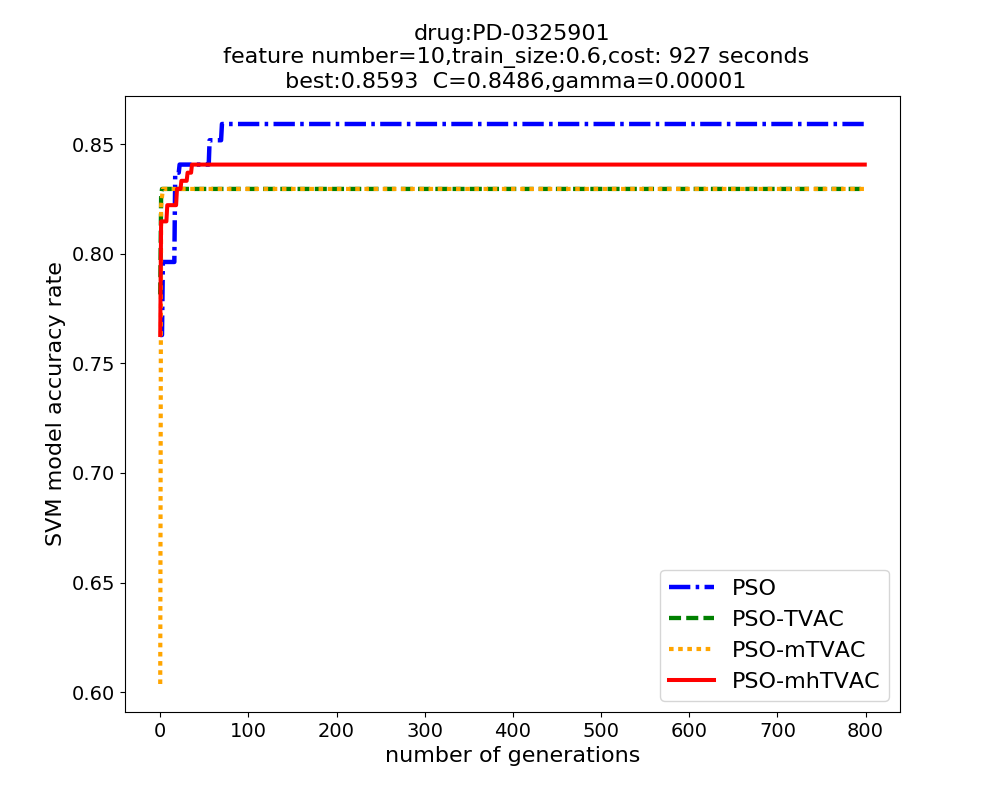 drug:PD-0325901
feature number=10,train_size:0.6,cost: 927 seconds
best:0.8593  C=0.8486,gamma=0.00001
0.85
0.80
0.75
0.70
0.65
0.60
SVM model accuracy rate
PSO
PSO-TVAC
PSO-mTVAC
PSO-mhTVAC
0 100 200 300 400 500 600 700 800
number of generations